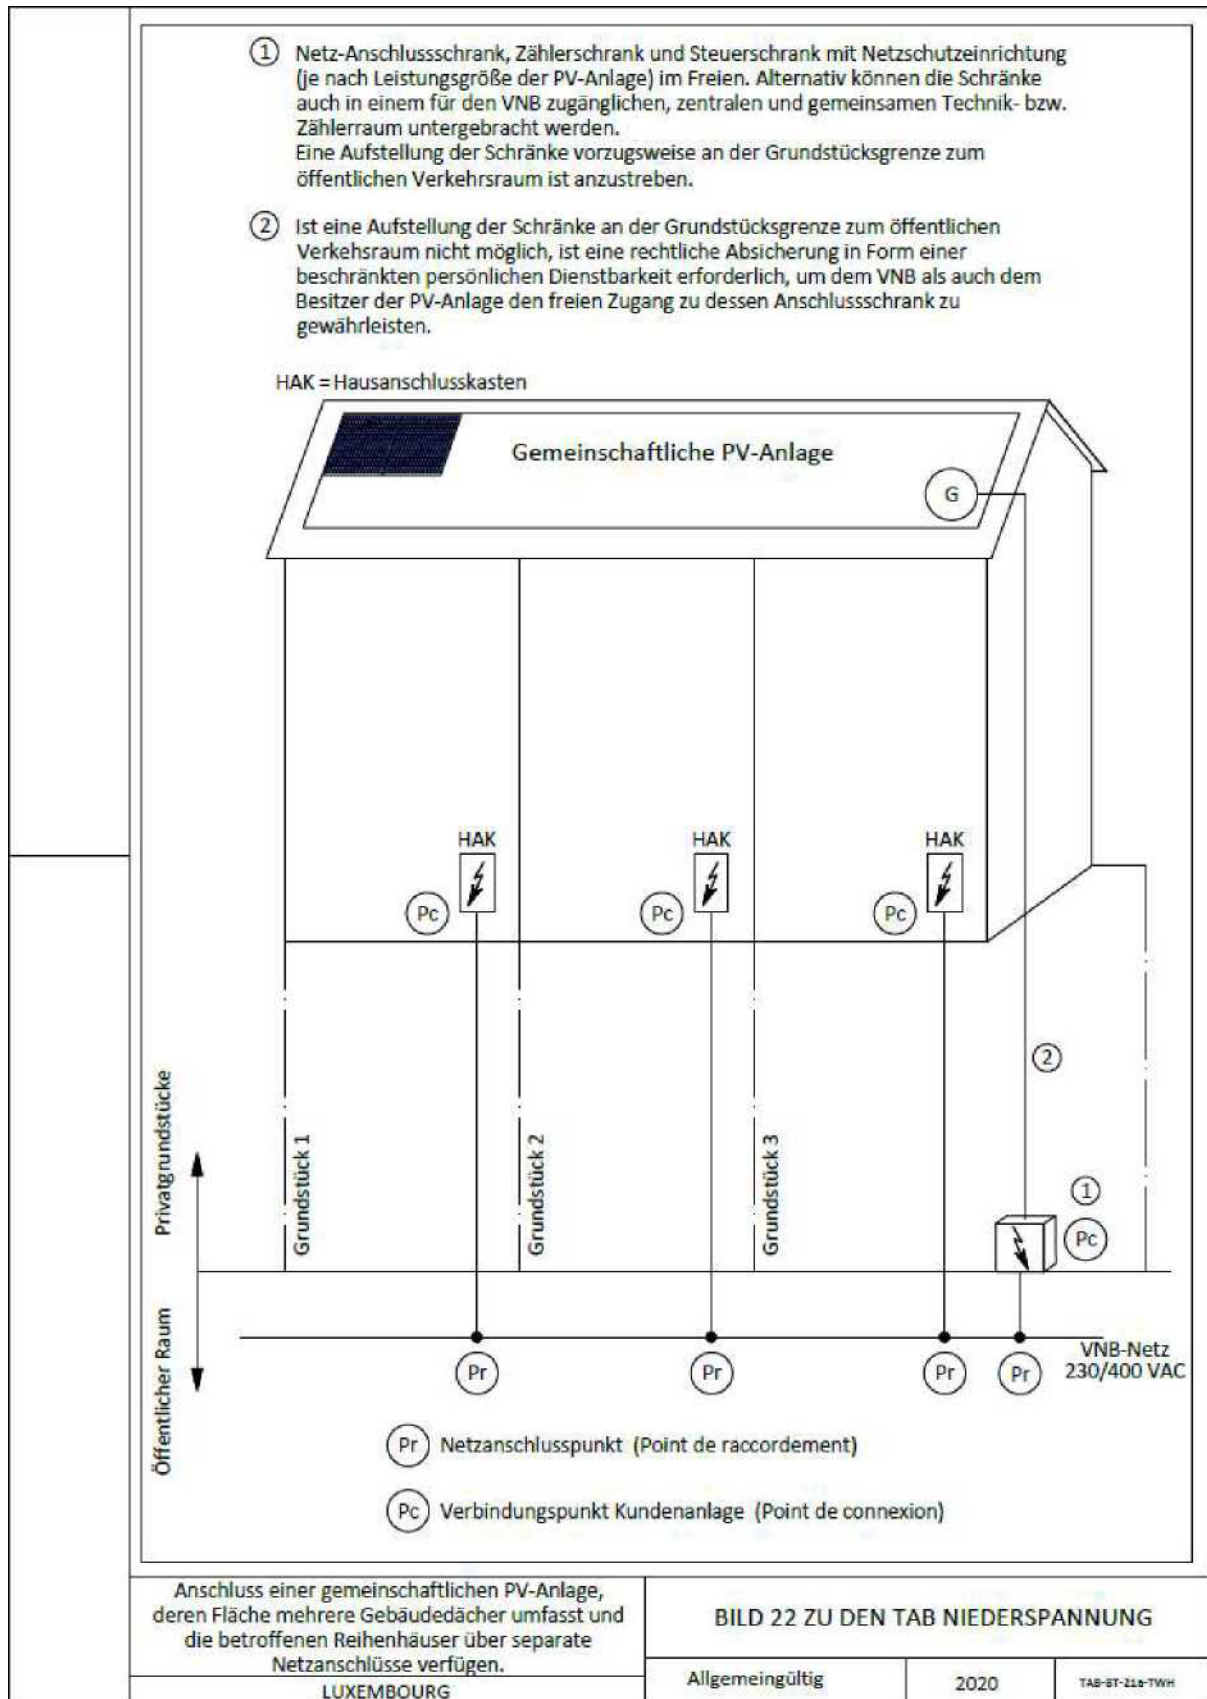 ① Netz-Anschlussschrank, Zählerschrank und Steuerschrank mit Netzschutzeinrichtung
(je nach Leistungsgröße der PV-Anlage) im Freien. Alternativ können die Schränke
auch in einem für den VNB zugänglichen, zentralen und gemeinsamen Technik- bzw.
Zählerraum untergebracht werden.
Eine Aufstellung der Schränke vorzugsweise an der Grundstücksgrenze zum
öffentlichen Verkehrsraum ist anzustreben.
② Ist eine Aufstellung der Schränke an der Grundstücksgrenze zum öffentlichen
Verkehsraum nicht möglich, ist eine rechtliche Absicherung in Form einer
beschränkten persönlichen Dienstbarkeit erforderlich, um dem VNB als auch dem
Besitzer der PV-Anlage den freien Zugang zu dessen Anschlussschrank zu
gewährleisten.
HAK = Hausanschlusskasten
Gemeinschaftliche PV-Anlage
G
HAK HAK HAK
Pc Pc Pc
②
Privatgrundstücke
Grundstück 1
Grundstück 2
Grundstück 3
①
Pc
Öffentlicher Raum
VNB-Netz
230/400 VAC
Pr Pr Pr Pr
Pr Netzanschlusspunkt (Point de raccordement)
Pc Verbindungspunkt Kundenanlage (Point de connexion)
Anschluss einer gemeinschaftlichen PV-Anlage,
deren Fläche mehrere Gebäudedächer umfasst und
die betroffenen Reihenhäuser über separate
Netzanschlüsse verfügen.
LUXEMBOURG
BILD 22 ZU DEN TAB NIEDERSPANNUNG
Allgemeingültig
2020